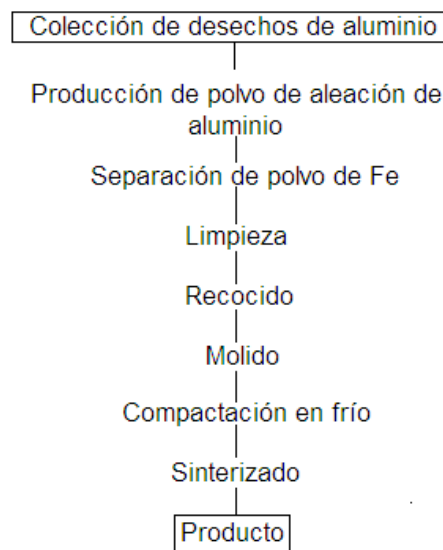 Colección de desechos de aluminio
Producción de polvo de aleación de
aluminio
Separación de polvo de Fe
Limpieza
Recocido
Molido
Compactación en frío
Sinterizado
Producto